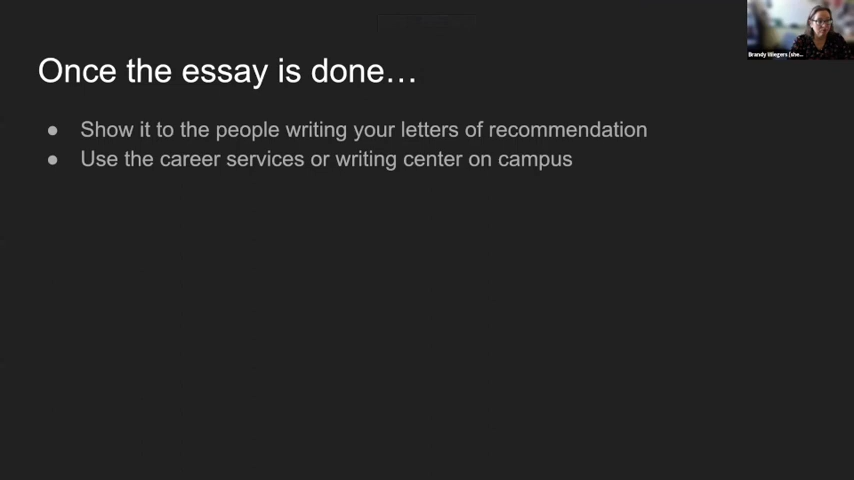 Once the essay is done…
● Show it to the people writing your letters of recommendation
● Use the career services or writing center on campus
Brandy Wiegers (she...